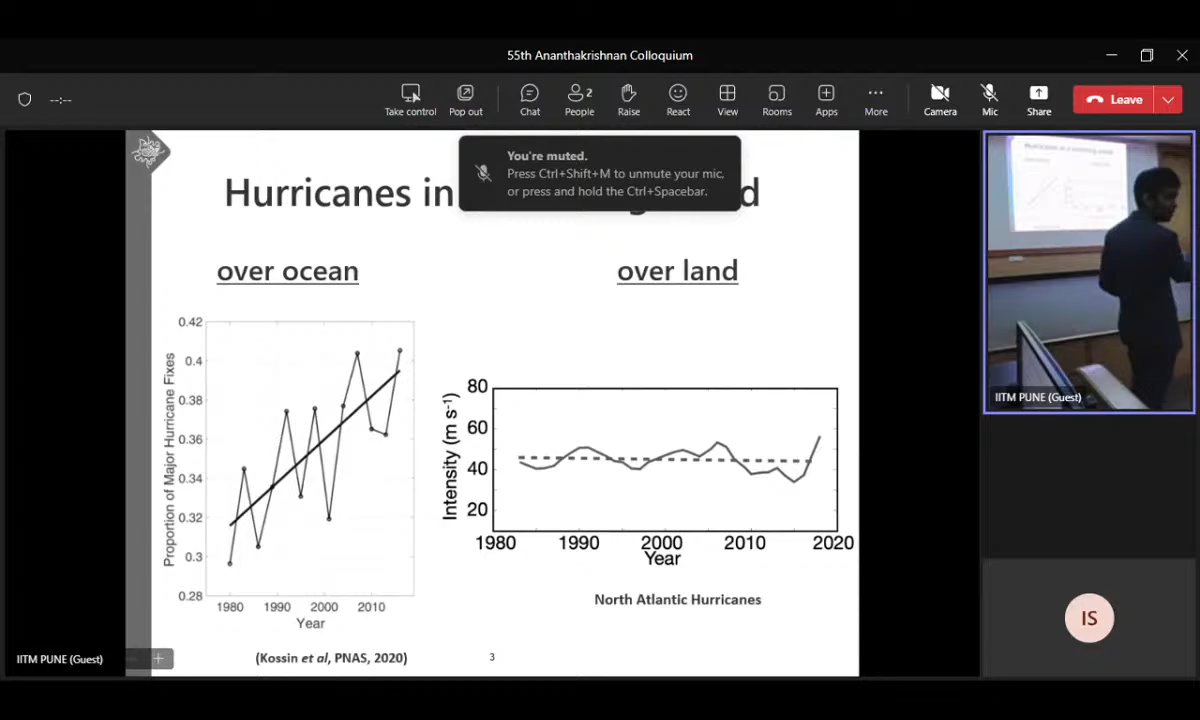 55th Ananthakrishnan Colloquium
--:--
Take control
Pop out
Chat
2
People
Raise
React
View
Rooms
Apps
More
Camera
Mic
Share
Leave
You're muted.
Press Ctrl+Shift+M to unmute your mic,
or press and hold the Ctrl+Spacebar.
Hurricanes in
over ocean
over land
0.42
0.4
0.38
0.36
0.34
0.32
0.3
0.28
Proportion of Major Hurricane Fixes
1980 1990 2000 2010
Year
80
60
40
20
Intensity (m s-1)
1980 1990 2000 2010 2020
Year
North Atlantic Hurricanes
(Kossin et al, PNAS, 2020)
3
IITM PUNE (Guest)
IITM PUNE (Guest)
IS